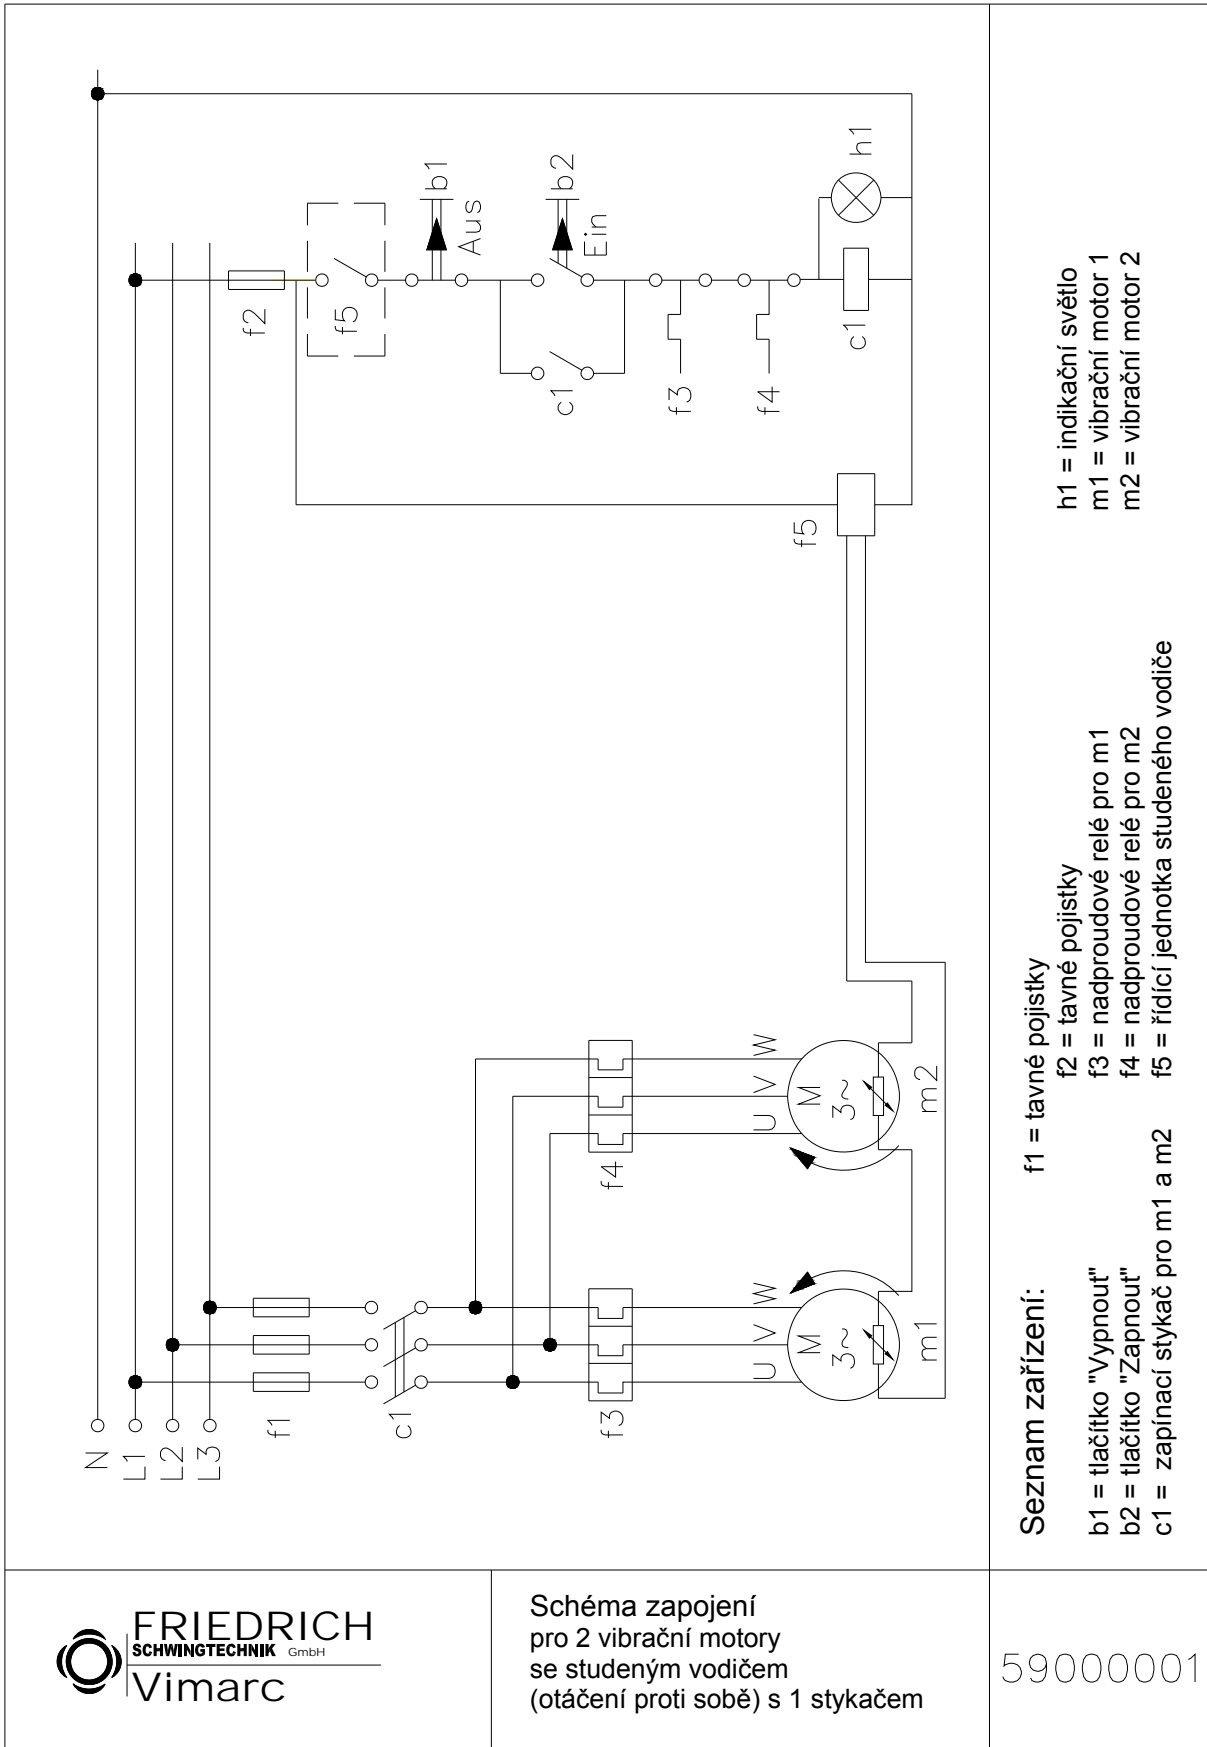 N
L1
L2
L3
f1
c1
f3
f4
U
V
W
U
V
W
M
3~
m1
M
3~
m2
f2
f5
b1
Aus
b2
Ein
c1
f3
f4
c1
h1
f5
Seznam zařízení:
b1 = tlačítko "Vypnout"
b2 = tlačítko "Zapnout"
c1 = zapínací stykač pro m1 a m2
f1 = tavné pojistky
f2 = tavné pojistky
f3 = nadproudové relé pro m1
f4 = nadproudové relé pro m2
f5 = řídící jednotka studeného vodiče
h1 = indikační světlo
m1 = vibrační motor 1
m2 = vibrační motor 2
FRIEDRICH
SCHWINGTECHNIK GmbH
Vimarc
Schéma zapojení
pro 2 vibrační motory
se studeným vodičem
(otáčení proti sobě) s 1 stykačem
59000001